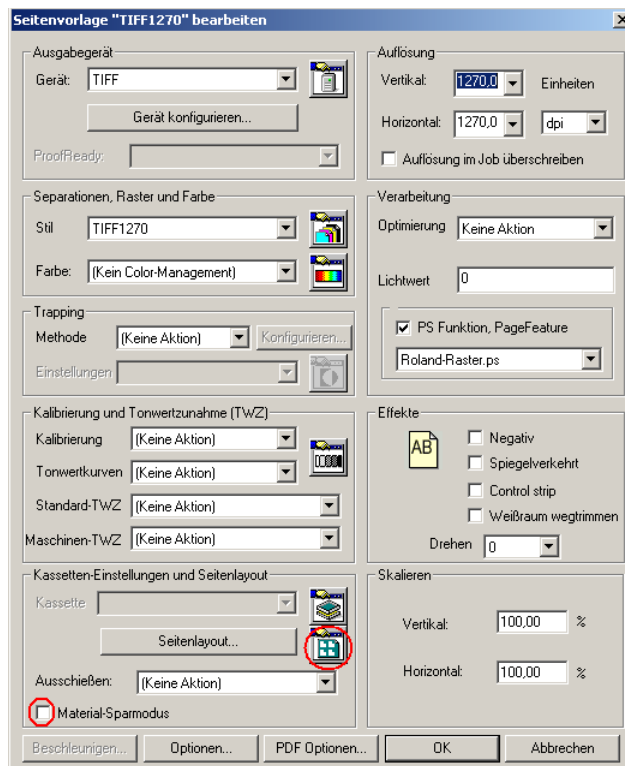 Seitenvorlage "TIFF1270" bearbeiten
Ausgabegerät
Gerät: TIFF
Gerät konfigurieren...
ProofReady:
Separationen, Raster und Farbe
Stil TIFF1270
Farbe: (Kein Color-Management)
Trapping
Methode (Keine Aktion) Konfigurieren...
Einstellungen
Kalibrierung und Tonwertzunahme (TWZ)
Kalibrierung (Keine Aktion)
Tonwertkurven (Keine Aktion)
Standard-TWZ (Keine Aktion)
Maschinen-TWZ (Keine Aktion)
Kassetten-Einstellungen und Seitenlayout
Kassette
Seitenlayout...
Ausschießen: (Keine Aktion)
Material-Sparmodus
Auflösung
Vertikal: 1270,0 Einheiten
Horizontal: 1270,0 dpi
Auflösung im Job überschreiben
Verarbeitung
Optimierung Keine Aktion
Lichtwert 0
PS Funktion, PageFeature
Roland-Raster.ps
Effekte
AB
Negativ
Spiegelverkehrt
Control strip
Weißraum wegtrimmen
Drehen 0
Skalieren
Vertikal: 100,00 %
Horizontal: 100,00 %
Beschleunigen... Optionen... PDF Optionen... OK Abbrechen